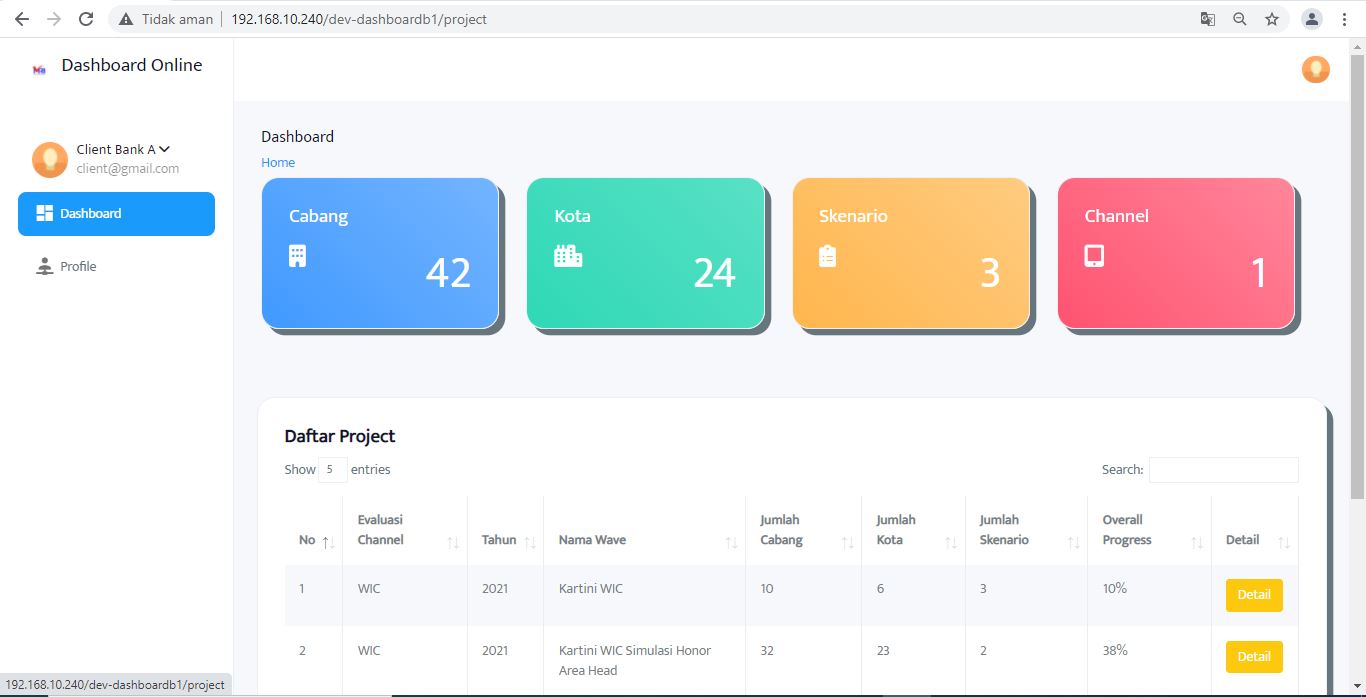 Tidak aman
192.168.10.240/dev-dashboardb1/project
Dashboard Online
Client Bank A
client@gmail.com
Dashboard
Profile
Dashboard
Home
Cabang
42
Kota
24
Skenario
3
Channel
1
Daftar Project
Show 5 entries
Search:
No
Evaluasi
Channel
Tahun
Nama Wave
Jumlah
Cabang
Jumlah
Kota
Jumlah
Skenario
Overall
Progress
Detail
1 WIC 2021 Kartini WIC 10 6 3 10% Detail
2 WIC 2021 Kartini WIC Simulasi Honor 32 23 2 38% Detail
Area Head
192.168.10.240/dev-dashboardb1/project